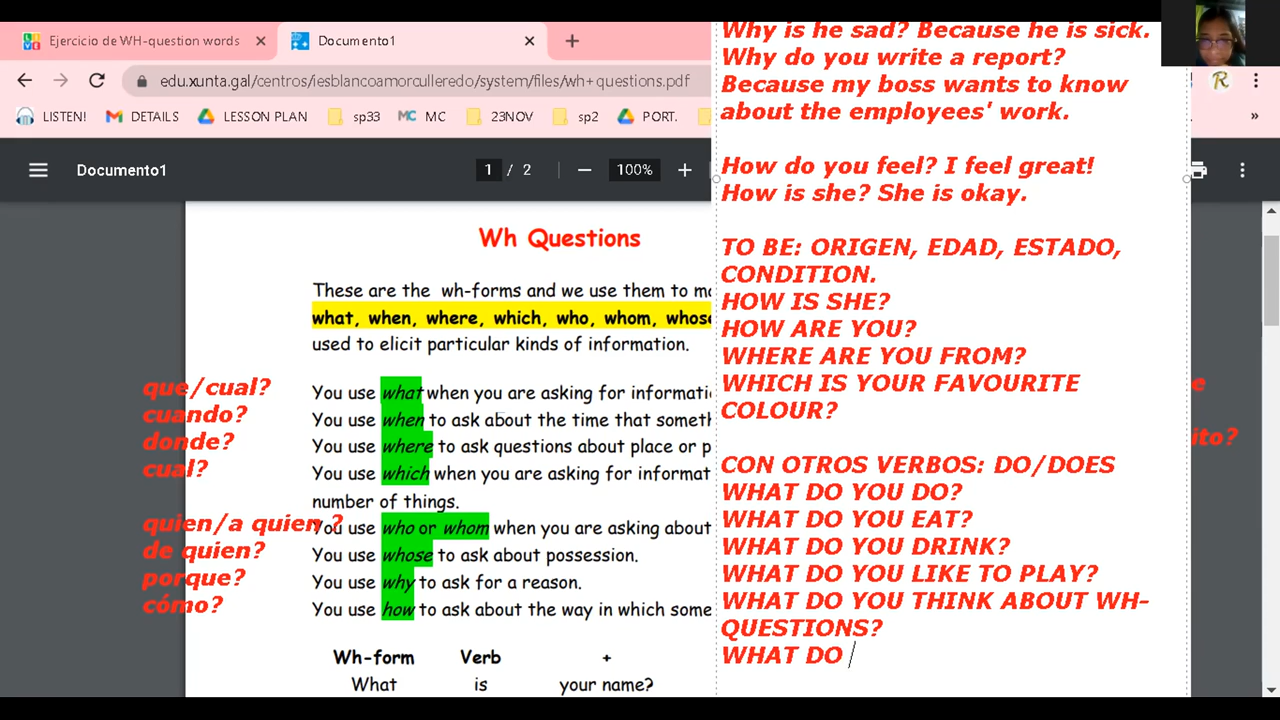 Ejercicio de WH-question words
Documento1
edu.xunta.gal/centros/iesblancoamorculleredo/system/files/wh+questions.pdf
LISTEN! DETAILS LESSON PLAN sp33 MC MC 23NOV sp2 PORT. »
Documento1 1 / 2 100%
Wh Questions
These are the wh-forms and we use them to
what, when, where, which, who, whom, whose
used to elicit particular kinds of information.
que/cual? You use what when you are asking for
cuando? You use when to ask about the time that
donde? You use where to ask questions about place or
cual? You use which when you are asking for
number of things.
quien/a quien ? You use who or whom when you are asking about
de quien? You use whose to ask about possession.
porque? You use why to ask for a reason.
cómo? You use how to ask about the way in which
Wh-form Verb +
What is your name?
Why is he sad? Because he is sick.
Why do you write a report?
Because my boss wants to know
about the employees' work.
How do you feel? I feel great!
How is she? She is okay.
TO BE: ORIGEN, EDAD, ESTADO,
CONDITION.
HOW IS SHE?
HOW ARE YOU?
WHERE ARE YOU FROM?
WHICH IS YOUR FAVOURITE
COLOUR?
CON OTROS VERBOS: DO/DOES
WHAT DO YOU DO?
WHAT DO YOU EAT?
WHAT DO YOU DRINK?
WHAT DO YOU LIKE TO PLAY?
WHAT DO YOU THINK ABOUT WH-
QUESTIONS?
WHAT DO